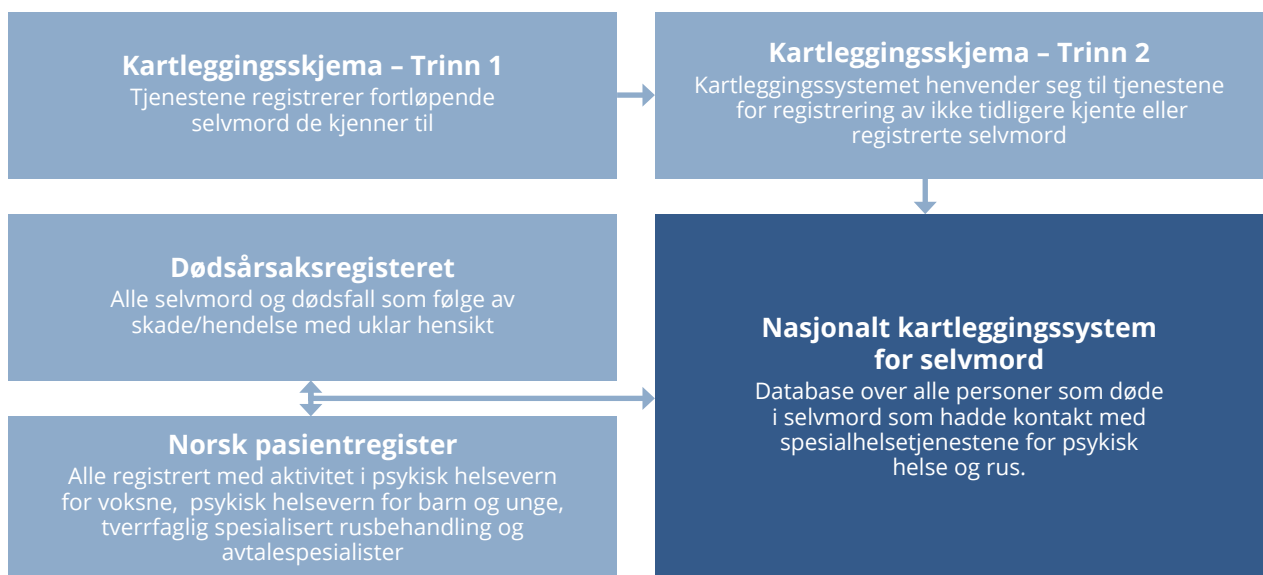 Kartleggingsskjema – Trinn 1
Tjenestene registrerer fortløpende
selvmord de kjenner til
Kartleggingsskjema – Trinn 2
Kartleggingssystemet henvender seg til tjenestene
for registrering av ikke tidligere kjente eller
registrerte selvmord
Dødsårsaksregisteret
Alle selvmord og dødsfall som følge av
skade/hendelse med uklar hensikt
Norsk pasientregister
Alle registrert med aktivitet i psykisk helsevern
for voksne, psykisk helsevern for barn og unge,
tverrfaglig spesialisert rusbehandling og
avtalespesialister
Nasjonalt kartleggingssystem
for selvmord
Database over alle personer som døde
i selvmord som hadde kontakt med
spesialhelsetjenestene for psykisk
helse og rus.